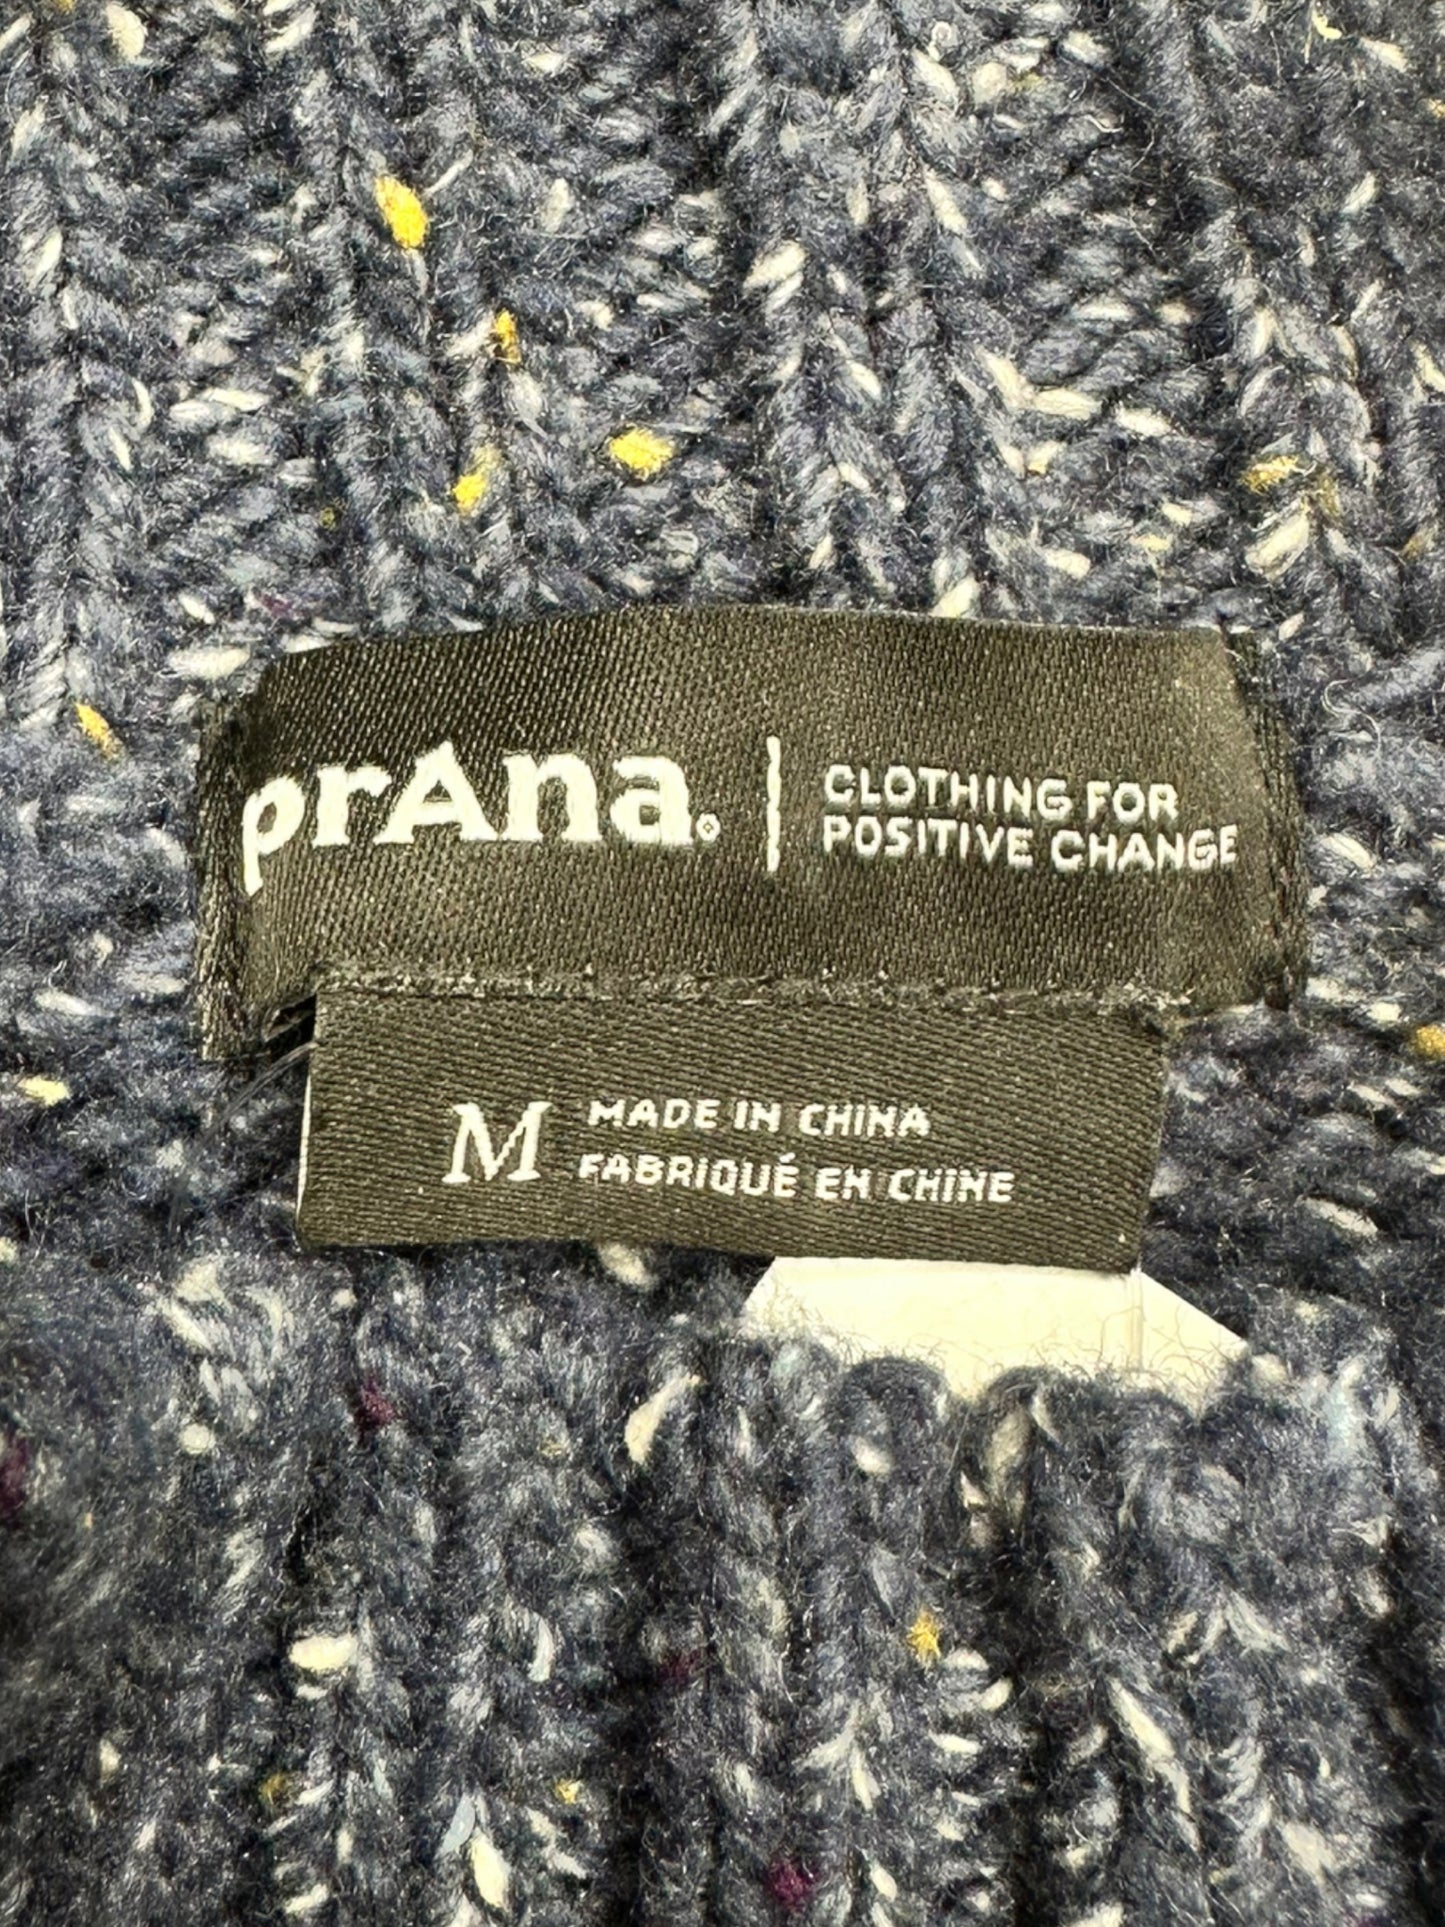 prAna.
CLOTHING FOR
POSITIVE CHANGE
M
MADE IN CHINA
FABRIQUÉ EN CHINE